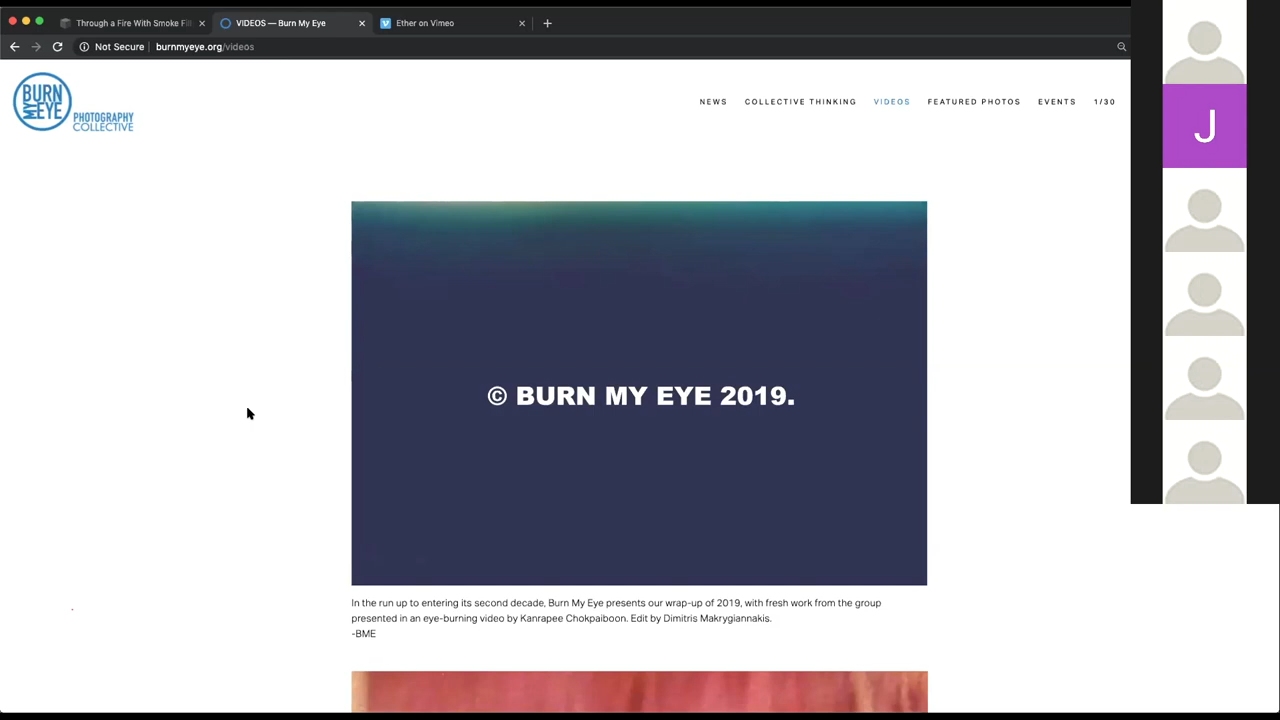 Through a Fire With Smoke Fil
VIDEOS — Burn My Eye
Ether on Vimeo
Not Secure
burnmyeye.org/videos
BURN
MY
EYE
PHOTOGRAPHY
COLLECTIVE
NEWS
COLLECTIVE THINKING
VIDEOS
FEATURED PHOTOS
EVENTS
1/30
J
© BURN MY EYE 2019.
In the run up to entering its second decade, Burn My Eye presents our wrap-up of 2019, with fresh work from the group
presented in an eye-burning video by Kanrapee Chokpaiboon. Edit by Dimitris Makrygiannakis.
-BME